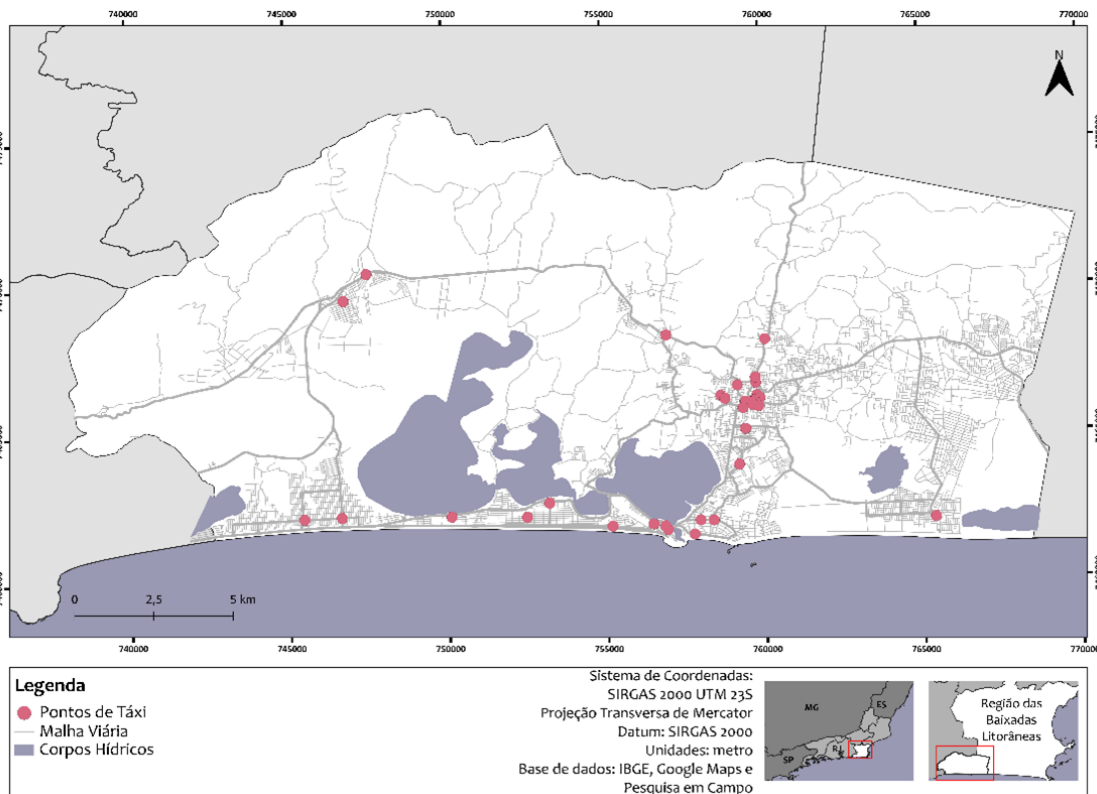 740000 745000 750000 755000 760000 765000 770000
N
0 2,5 5 km
740000 745000 750000 755000 760000 765000 770000
Legenda
Pontos de Táxi
Malha Viária
Corpos Hídricos
Sistema de Coordenadas:
SIRGAS 2000 UTM 23S
Projeção Transversa de Mercator
Datum: SIRGAS 2000
Unidades: metro
Base de dados: IBGE, Google Maps e
Pesquisa em Campo
MG
ES
RJ
SP
Região das
Baixadas
Litorâneas